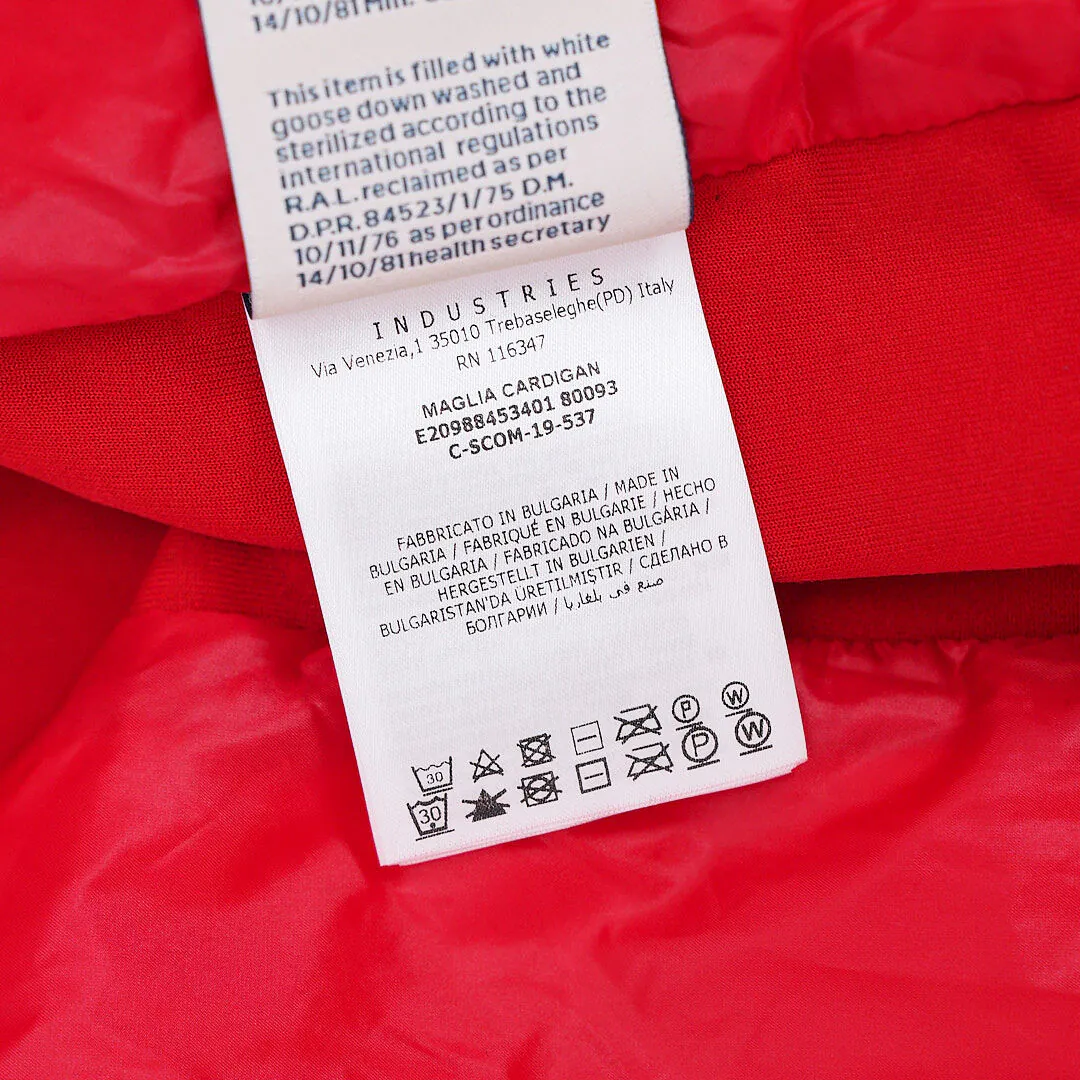 14/10/81
This item is filled with white
goose down washed and
sterilized according to the
international regulations
R.A.L. reclaimed as per
D.P.R. 84523/1/75 D.M.
10/11/76 as per ordinance
14/10/81 health secretary
INDUSTRIES
Via Venezia,1 35010 Trebaseleghe(PD) Italy
RN 116347
MAGLIA CARDIGAN
E20988453401 80093
C-SCOM-19-537
FABBRICATO IN BULGARIA / MADE IN
BULGARIA / FABRIQUÉ EN BULGARIE / HECHO
EN BULGARIA / FABRICADO NA BULGÁRIA /
HERGESTELLT IN BULGARIEN /
BULGARISTAN'DA ÜRETILMIŞTIR / СДЕЛАНО В
БОЛГАРИИ / صنع في بلغاريا
30 P W
30 P W